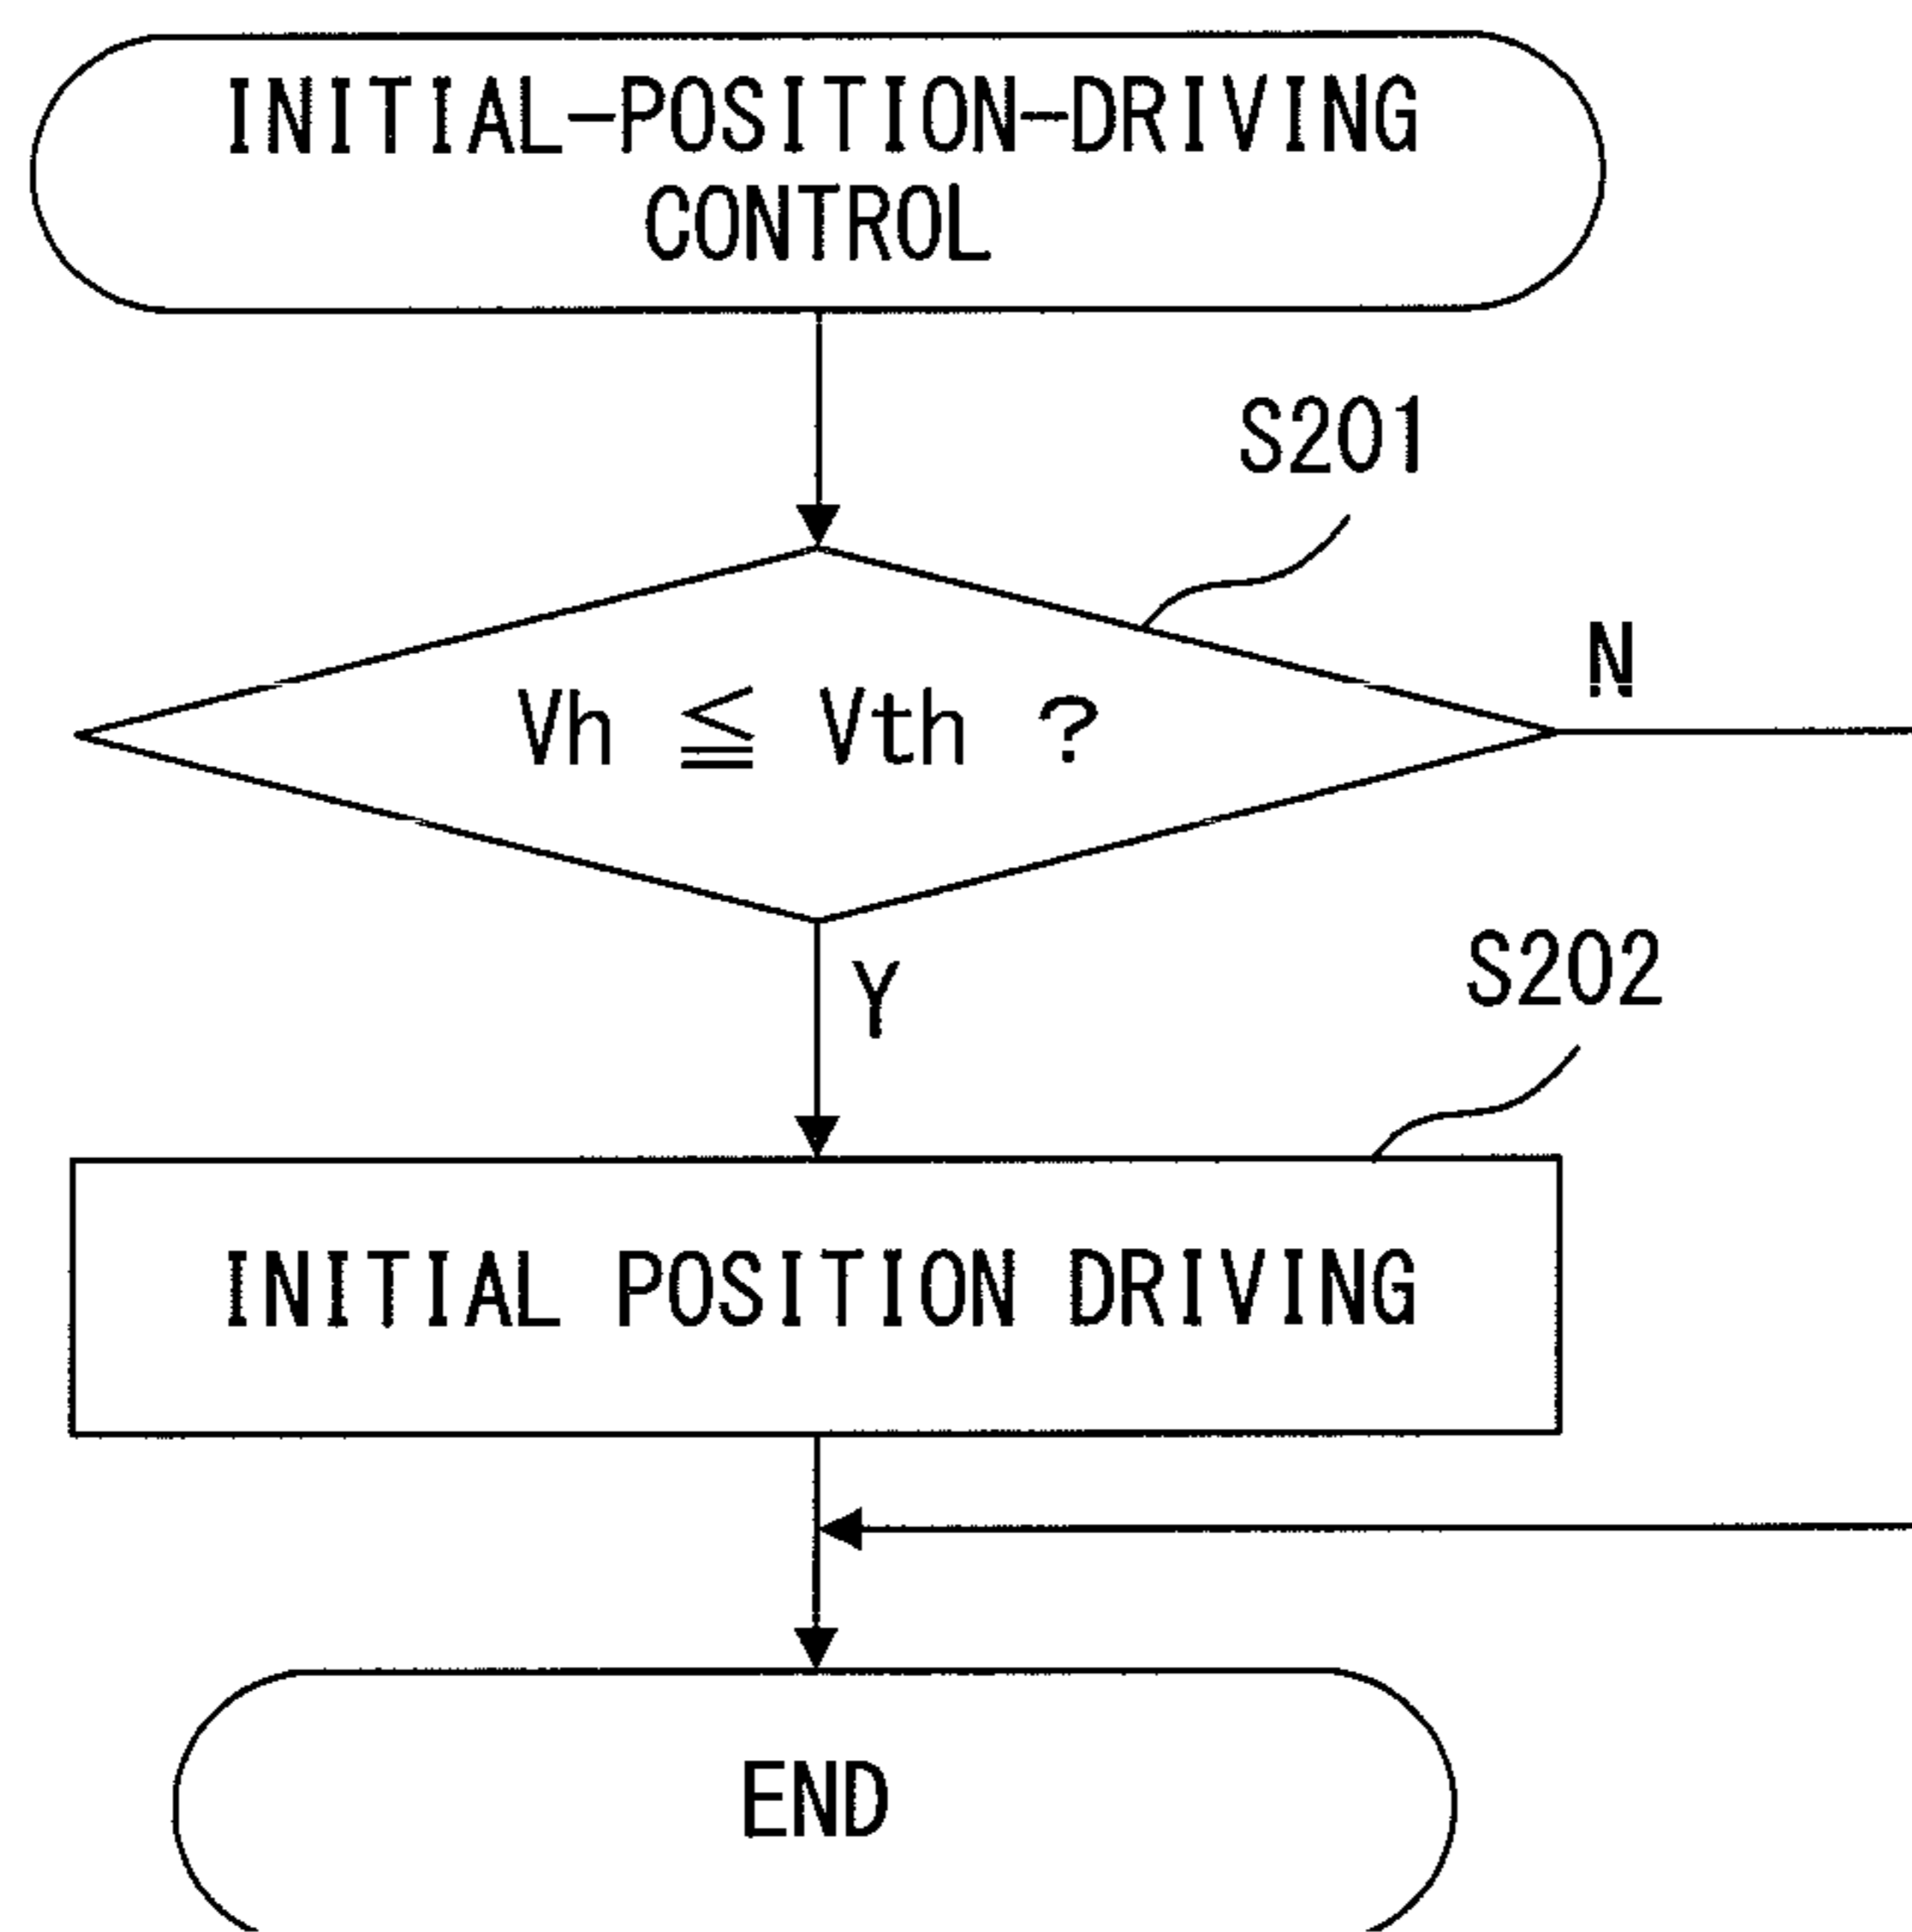 INITIAL-POSITION-DRIVING
CONTROL
S201
N
Vh ≦ Vth ?
Y
S202
INITIAL POSITION DRIVING
END